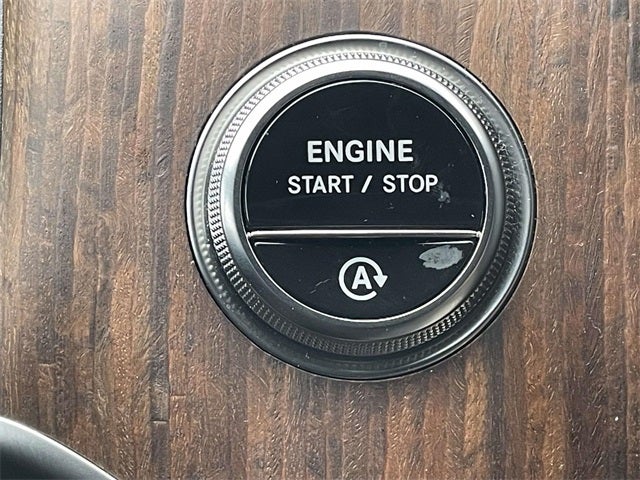 ENGINE
START / STOP
A